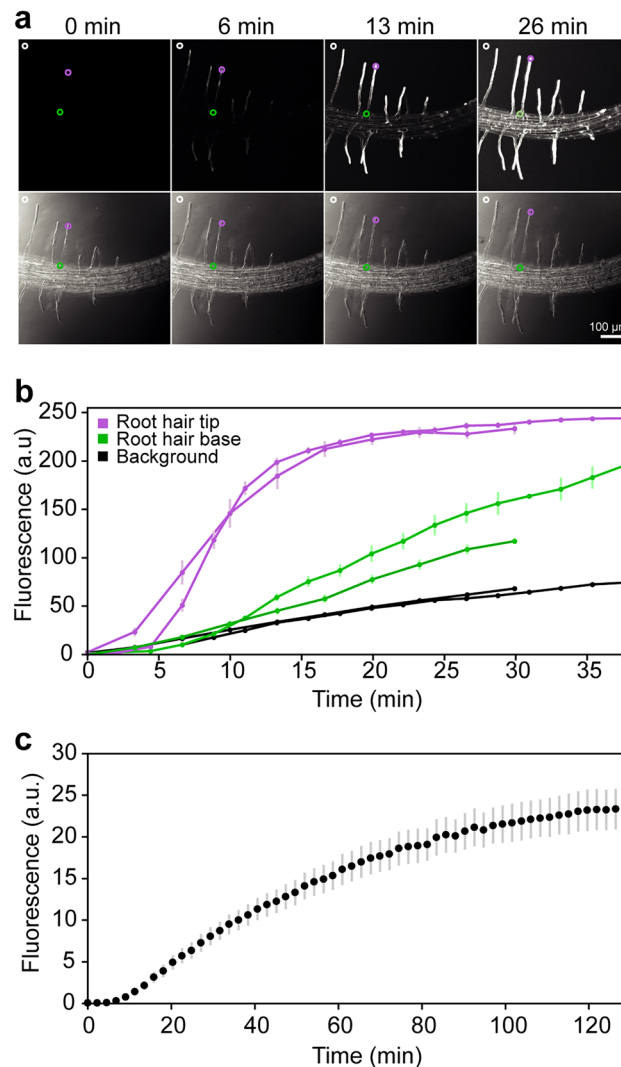 a
0 min 6 min 13 min 26 min
100 µm
b
250
200
150
100
50
0
Fluorescence (a.u)
Root hair tip
Root hair base
Background
0 5 10 15 20 25 30 35
Time (min)
c
30
25
20
15
10
5
0
Fluorescence (a.u.)
0 20 40 60 80 100 120
Time (min)